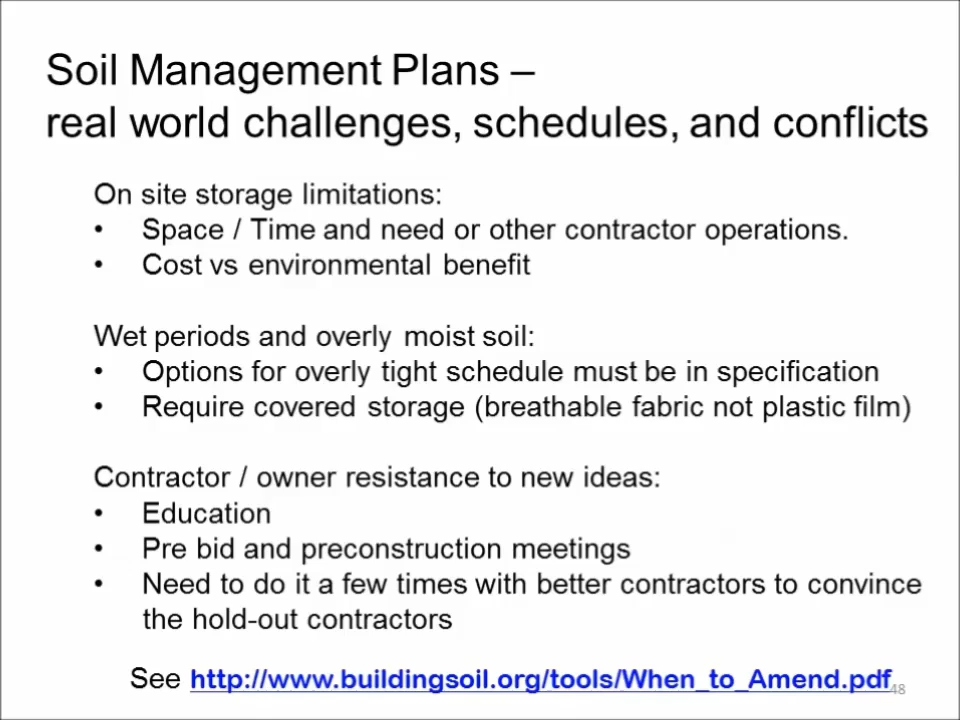 Soil Management Plans –
real world challenges, schedules, and conflicts
On site storage limitations:
• Space / Time and need or other contractor operations.
• Cost vs environmental benefit
Wet periods and overly moist soil:
• Options for overly tight schedule must be in specification
• Require covered storage (breathable fabric not plastic film)
Contractor / owner resistance to new ideas:
• Education
• Pre bid and preconstruction meetings
• Need to do it a few times with better contractors to convince
the hold-out contractors
See http://www.buildingsoil.org/tools/When_to_Amend.pdf
48